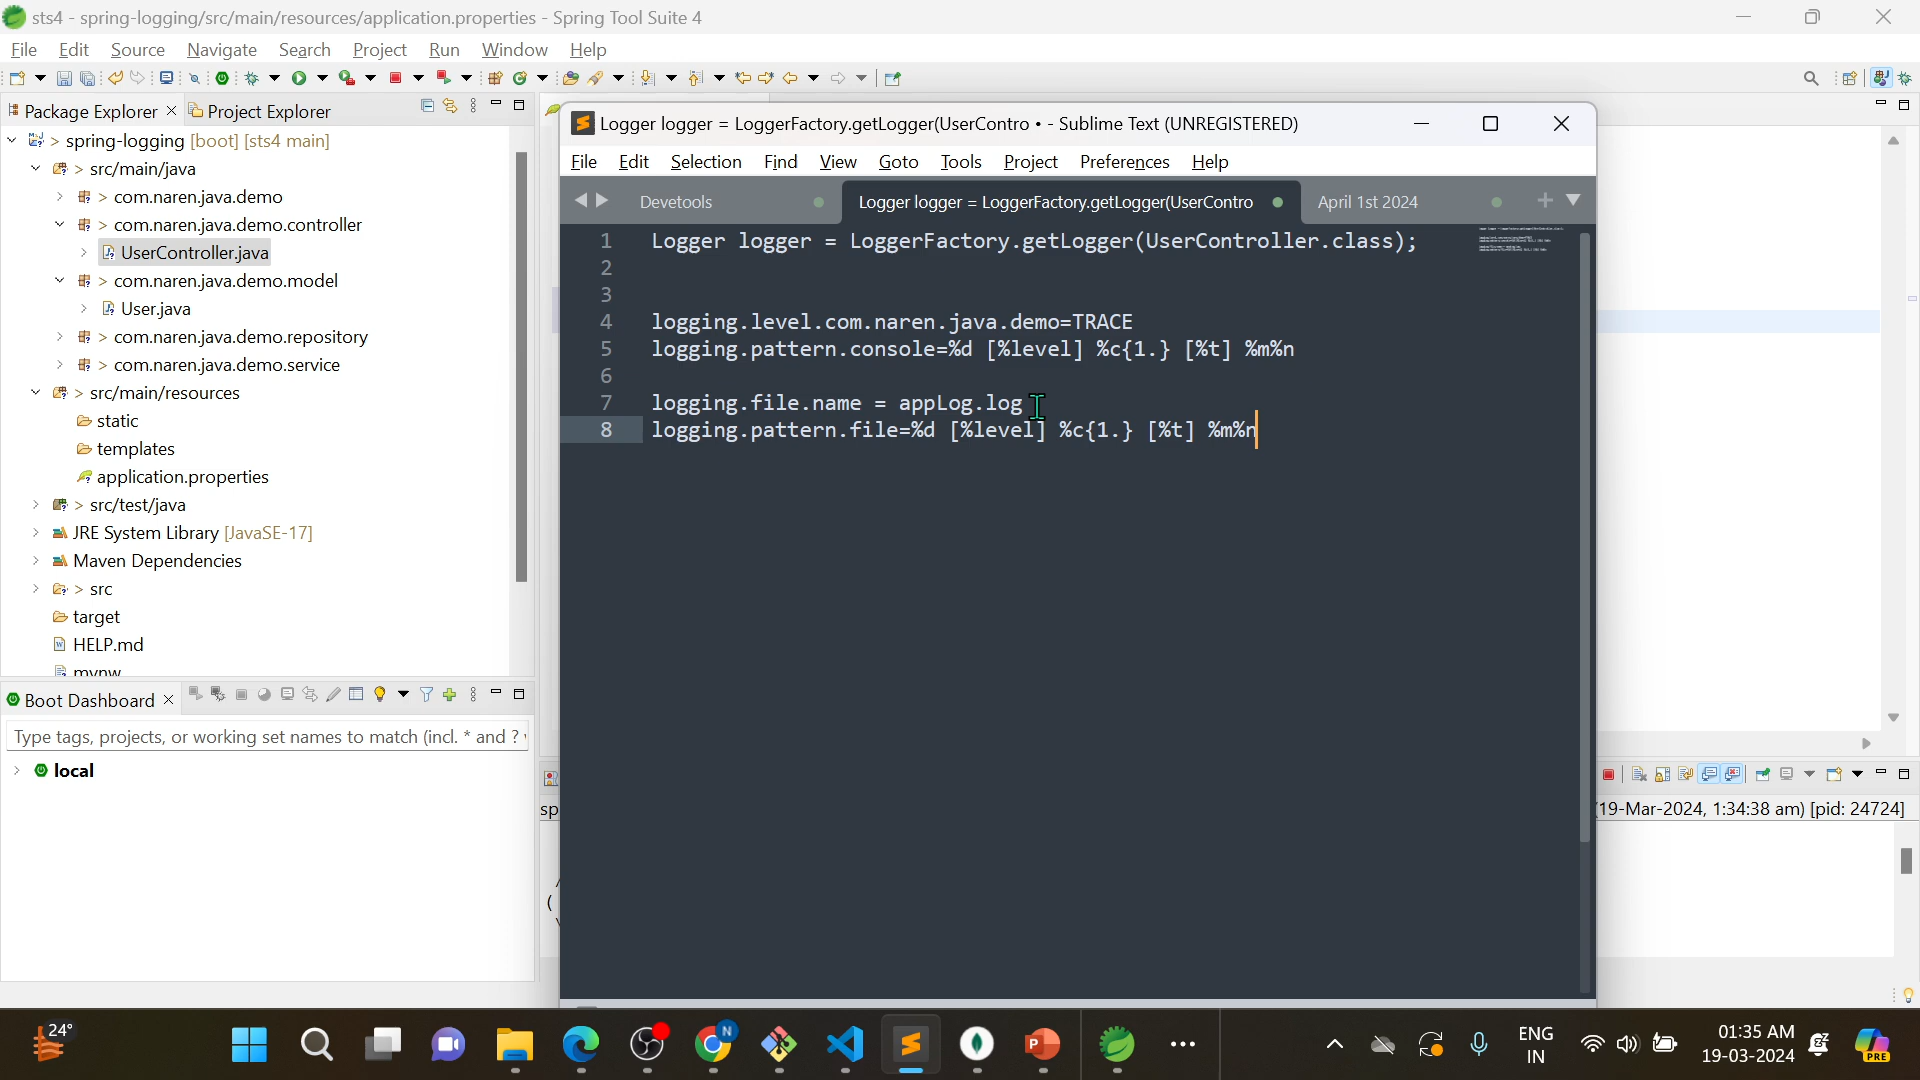 sts4 - spring-logging/src/main/resources/application.properties - Spring Tool Suite 4
File Edit Source Navigate Search Project Run Window Help
Package Explorer
Project Explorer
> spring-logging [boot] [sts4 main]
> src/main/java
> com.naren.java.demo
> com.naren.java.demo.controller
UserController.java
> com.naren.java.demo.model
User.java
> com.naren.java.demo.repository
> com.naren.java.demo.service
> src/main/resources
static
templates
application.properties
> src/test/java
JRE System Library [JavaSE-17]
Maven Dependencies
> src
target
HELP.md
mvnw
Boot Dashboard
Type tags, projects, or working set names to match (incl. * and ?
local
Logger logger = LoggerFactory.getLogger(UserContro • - Sublime Text (UNREGISTERED)
File Edit Selection Find View Goto Tools Project Preferences Help
Devetools
Logger logger = LoggerFactory.getLogger(UserContro
April 1st 2024
1 Logger logger = LoggerFactory.getLogger(UserController.class);
2
3
4 logging.level.com.naren.java.demo=TRACE
5 logging.pattern.console=%d [%level] %c{1.} [%t] %m%n
6
7 logging.file.name = appLog.log
8 logging.pattern.file=%d [%level] %c{1.} [%t] %m%n
sp
(19-Mar-2024, 1:34:38 am) [pid: 24724]
24°
N
P
ENG
IN
01:35 AM
19-03-2024
PRE